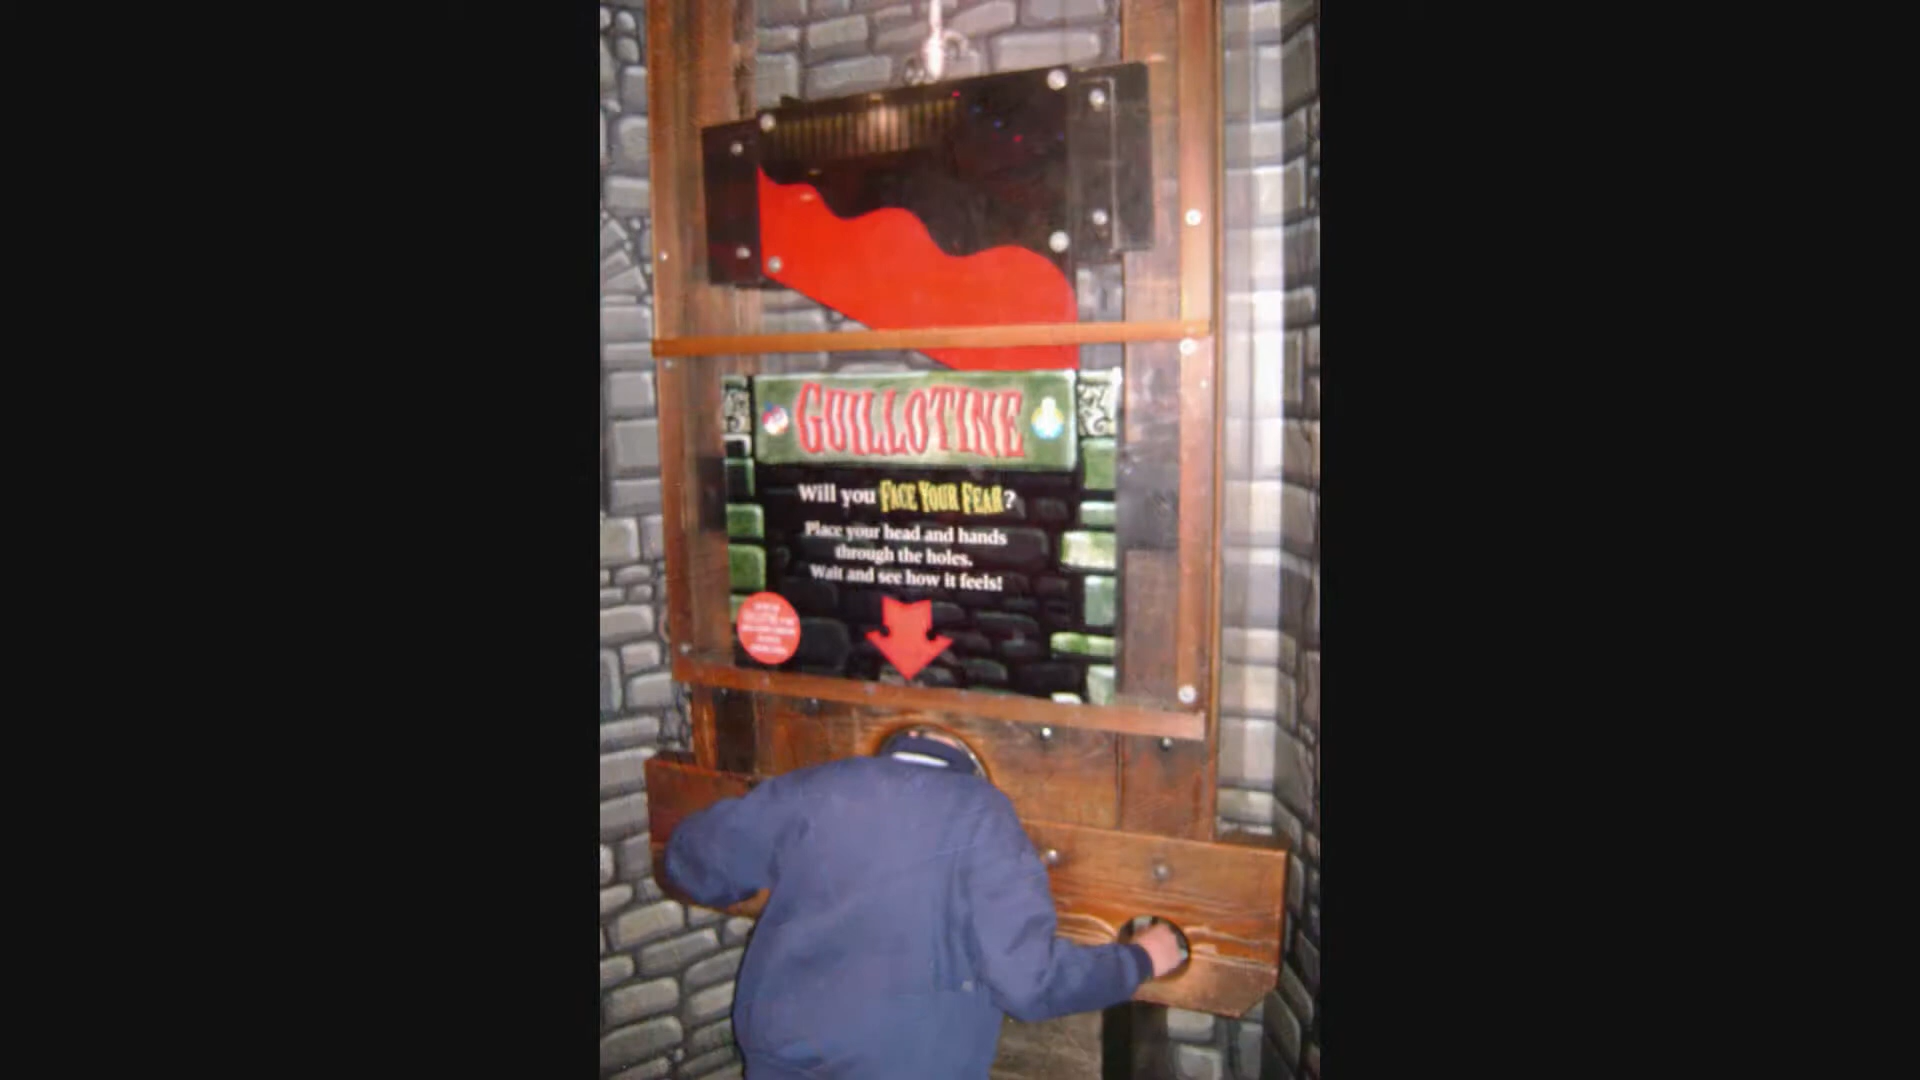 GUILLOTINE
Will you FACE YOUR FEAR?
Place your head and hands
through the holes.
Wait and see how it feels!